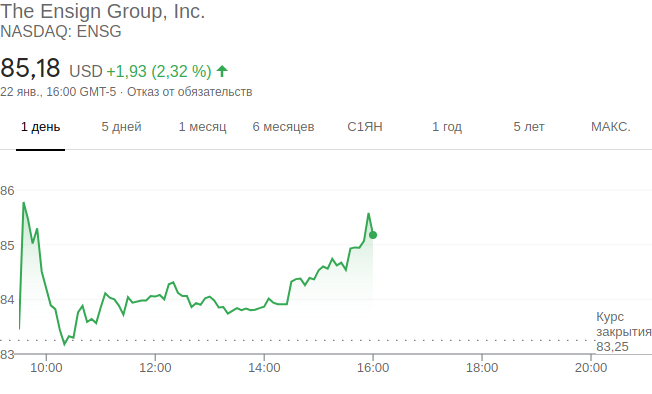 The Ensign Group, Inc.
NASDAQ: ENSG
85,18 USD +1,93 (2,32 %)
22 янв., 16:00 GMT-5 · Отказ от обязательств
1 день 5 дней 1 месяц 6 месяцев С1ЯН 1 год 5 лет МАКС.
86
85
84
Курс
закрытия
83,25
83
10:00 12:00 14:00 16:00 18:00 20:00